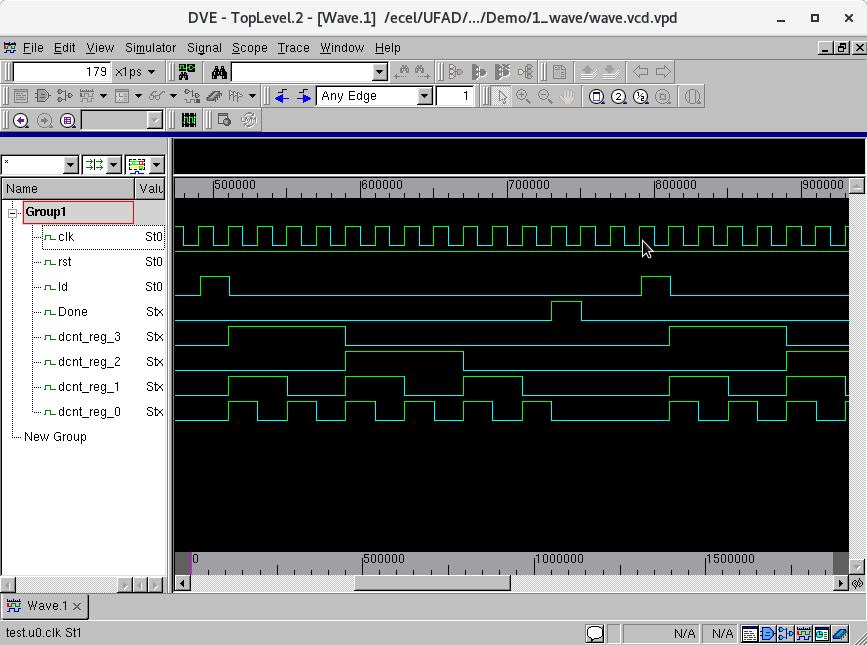 DVE - TopLevel.2 - [Wave.1] /ecel/UFAD/.../Demo/1_wave/wave.vcd.vpd
File Edit View Simulator Signal Scope Trace Window Help
179 x1ps
Any Edge 1
*
Name Valu
500000 600000 700000 800000 900000
Group1
clk St0
rst St0
ld St0
Done Stx
dcnt_reg_3 Stx
dcnt_reg_2 Stx
dcnt_reg_1 Stx
dcnt_reg_0 Stx
New Group
0 500000 1000000 1500000
Wave.1
test.u0.clk St1
N/A N/A